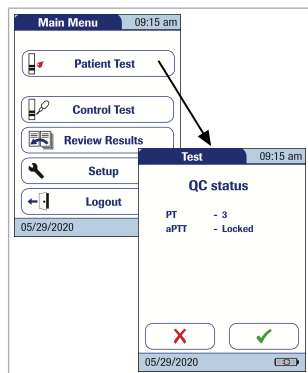 Main Menu 09:15 am
Patient Test
Control Test
Review Results
Setup
Logout
05/29/2020
Test 09:15 am
QC status
PT - 3
aPTT - Locked
05/29/2020